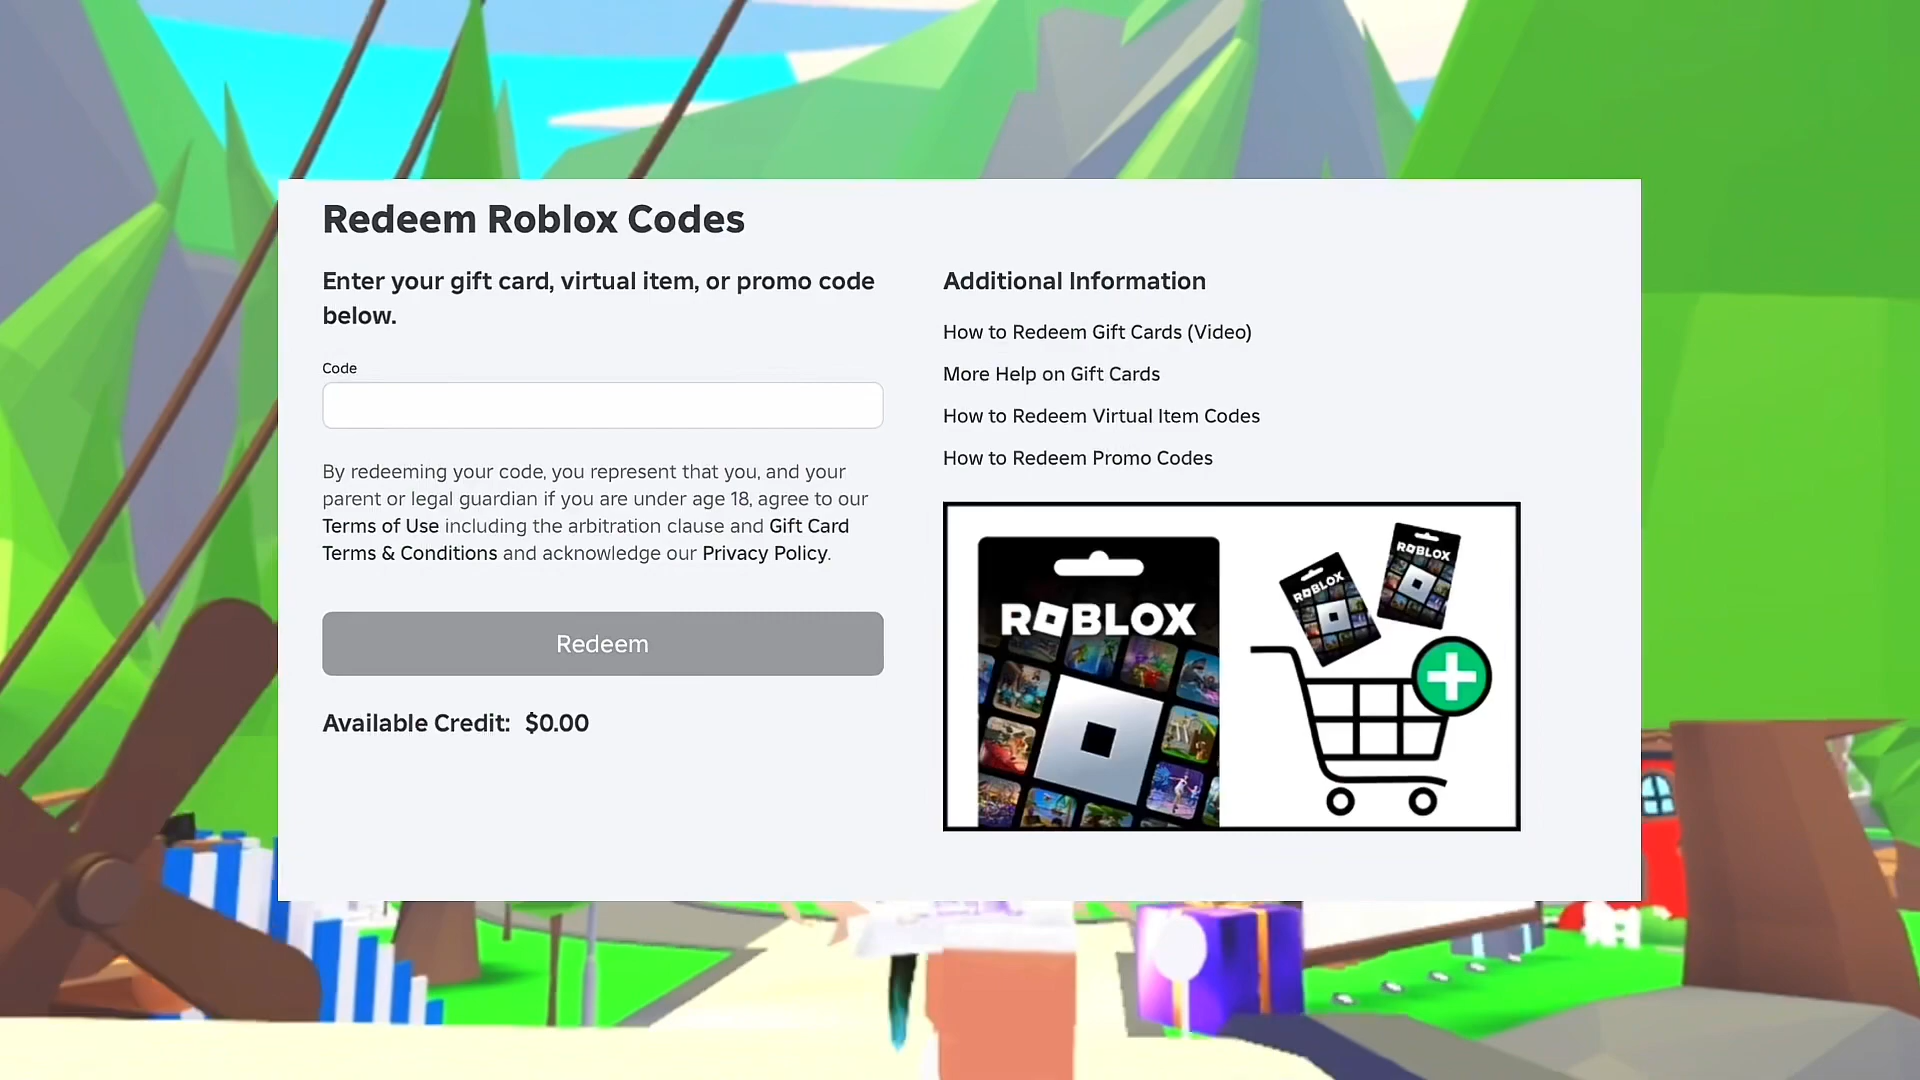 Redeem Roblox Codes
Enter your gift card, virtual item, or promo code
below.
Code
By redeeming your code, you represent that you, and your
parent or legal guardian if you are under age 18, agree to our
Terms of Use including the arbitration clause and Gift Card
Terms & Conditions and acknowledge our Privacy Policy.
Redeem
Available Credit: $0.00
Additional Information
How to Redeem Gift Cards (Video)
More Help on Gift Cards
How to Redeem Virtual Item Codes
How to Redeem Promo Codes
ROBLOX
ROBLOX
ROBLOX